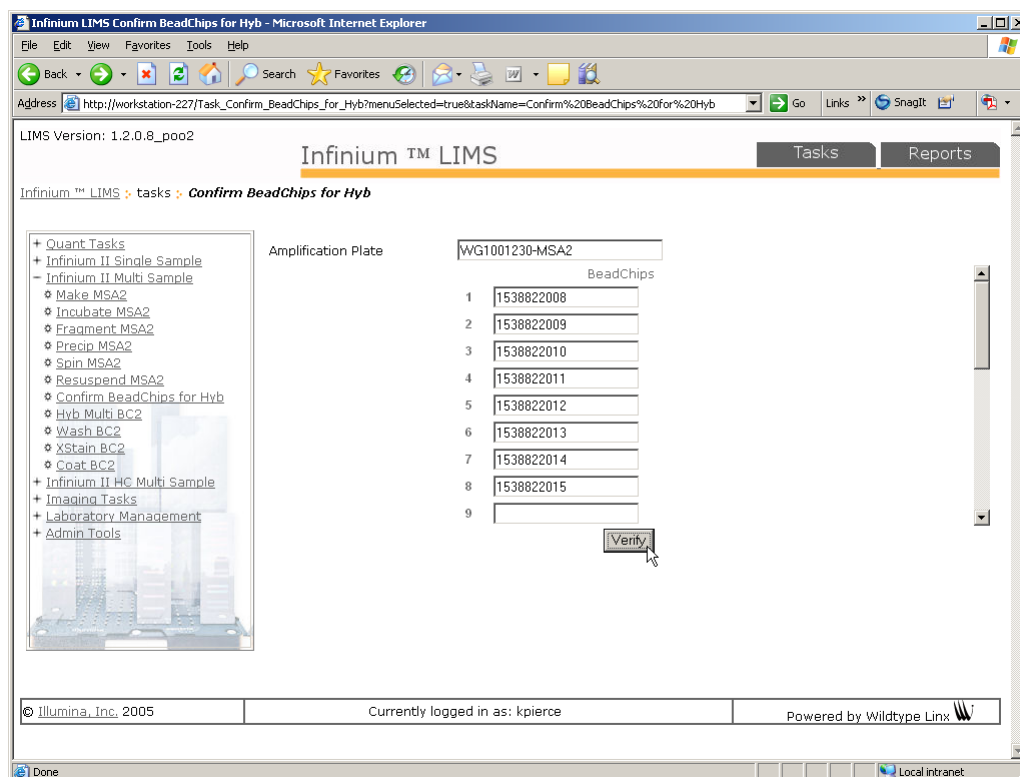 Infinium LIMS Confirm BeadChips for Hyb - Microsoft Internet Explorer
File Edit View Favorites Tools Help
Back Search Favorites
Address http://workstation-227/Task_Confirm_BeadChips_for_Hyb?menuSelected=true&taskName=Confirm%20BeadChips%20for%20Hyb Go Links » SnagIt
LIMS Version: 1.2.0.8_poo2
Infinium ™ LIMS
Tasks Reports
Infinium ™ LIMS : tasks : Confirm BeadChips for Hyb
+ Quant Tasks
+ Infinium II Single Sample
− Infinium II Multi Sample
Make MSA2
Incubate MSA2
Fragment MSA2
Precip MSA2
Spin MSA2
Resuspend MSA2
Confirm BeadChips for Hyb
Hyb Multi BC2
Wash BC2
XStain BC2
Coat BC2
+ Infinium II HC Multi Sample
+ Imaging Tasks
+ Laboratory Management
+ Admin Tools
Amplification Plate WG1001230-MSA2
BeadChips
1 1538822008
2 1538822009
3 1538822010
4 1538822011
5 1538822012
6 1538822013
7 1538822014
8 1538822015
9
Verify
© Illumina, Inc. 2005 Currently logged in as: kpierce Powered by Wildtype Linx
Done Local intranet